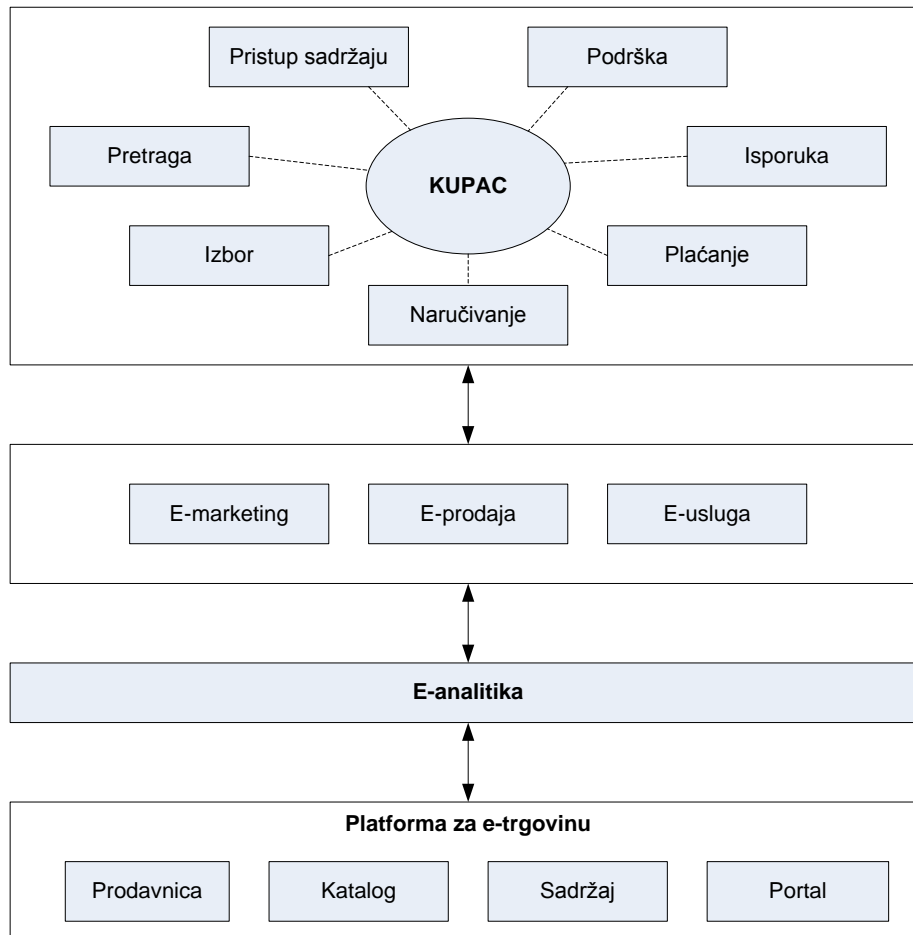 Pristup sadržaju
Podrška
Pretraga
KUPAC
Isporuka
Izbor
Plaćanje
Naručivanje
E-marketing
E-prodaja
E-usluga
E-analitika
Platforma za e-trgovinu
Prodavnica
Katalog
Sadržaj
Portal